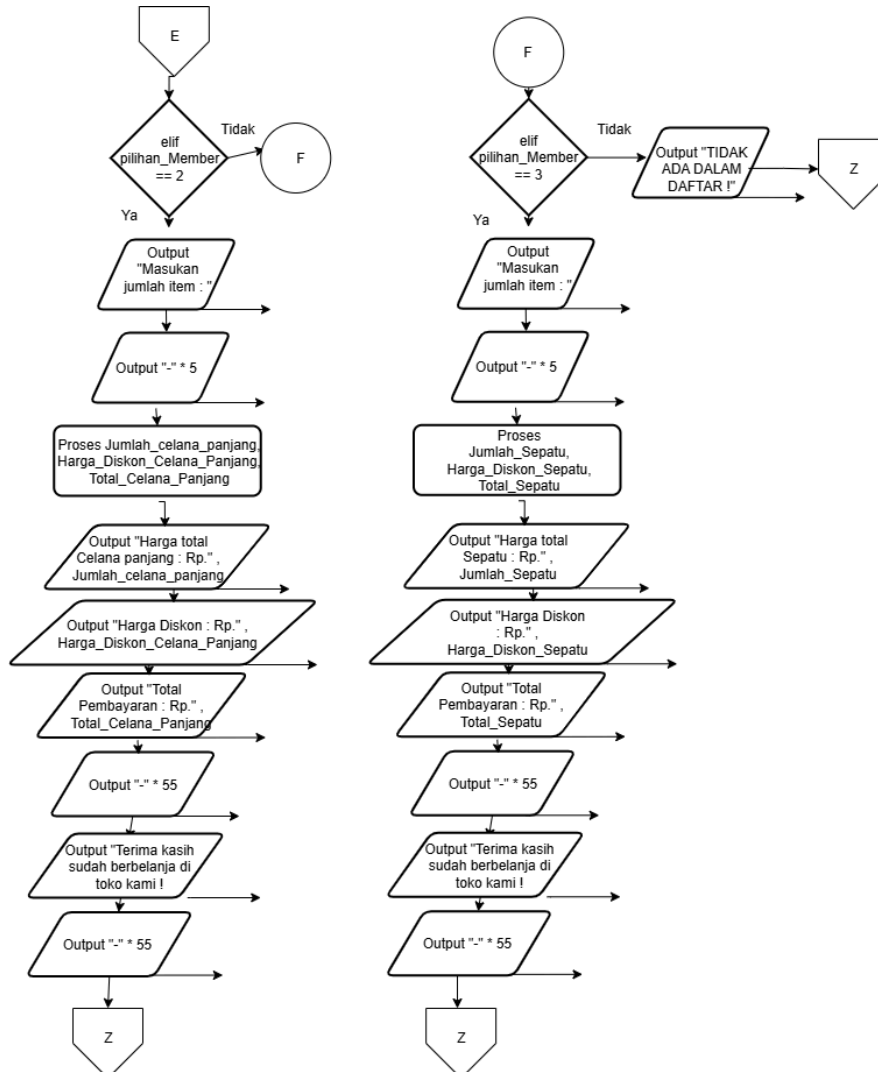 E
elif
pilihan_Member
== 2
Tidak
F
Ya
Output
"Masukan
jumlah item : "
Output "-" * 5
Proses Jumlah_celana_panjang,
Harga_Diskon_Celana_Panjang,
Total_Celana_Panjang
Output "Harga total
Celana panjang : Rp." ,
Jumlah_celana_panjang
Output "Harga Diskon : Rp." ,
Harga_Diskon_Celana_Panjang
Output "Total
Pembayaran : Rp." ,
Total_Celana_Panjang
Output "-" * 55
Output "Terima kasih
sudah berbelanja di
toko kami !
Output "-" * 55
Z
F
elif
pilihan_Member
== 3
Tidak
Output "TIDAK
ADA DALAM
DAFTAR !"
Z
Ya
Output
"Masukan
jumlah item : "
Output "-" * 5
Proses
Jumlah_Sepatu,
Harga_Diskon_Sepatu,
Total_Sepatu
Output "Harga total
Sepatu : Rp." ,
Jumlah_Sepatu
Output "Harga Diskon
: Rp." ,
Harga_Diskon_Sepatu
Output "Total
Pembayaran : Rp." ,
Total_Sepatu
Output "-" * 55
Output "Terima kasih
sudah berbelanja di
toko kami !
Output "-" * 55
Z